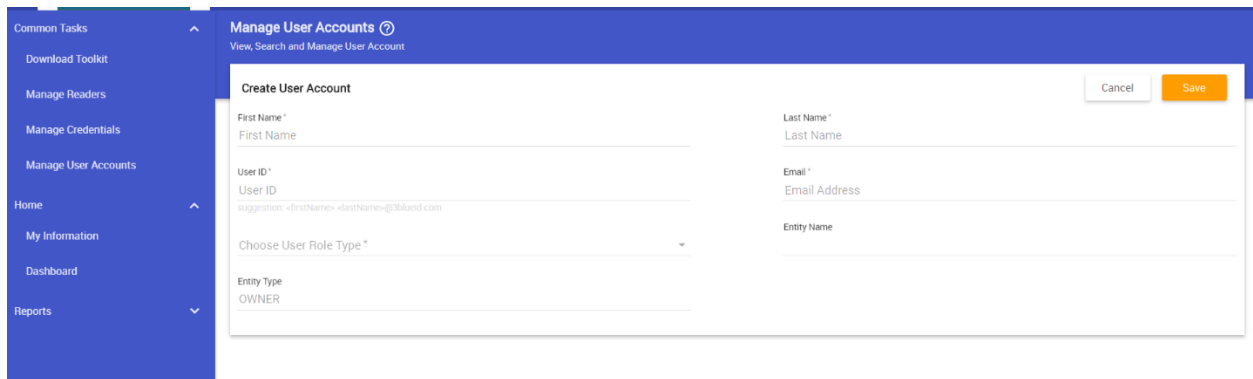 Common Tasks
Download Toolkit
Manage Readers
Manage Credentials
Manage User Accounts
Home
My Information
Dashboard
Reports
Manage User Accounts ?
View, Search and Manage User Account
Create User Account
Cancel
Save
First Name *
First Name
Last Name *
Last Name
User ID *
User ID
suggestion: <firstName>.<lastName>@3blueid.com
Email *
Email Address
Choose User Role Type *
Entity Name
Entity Type
OWNER